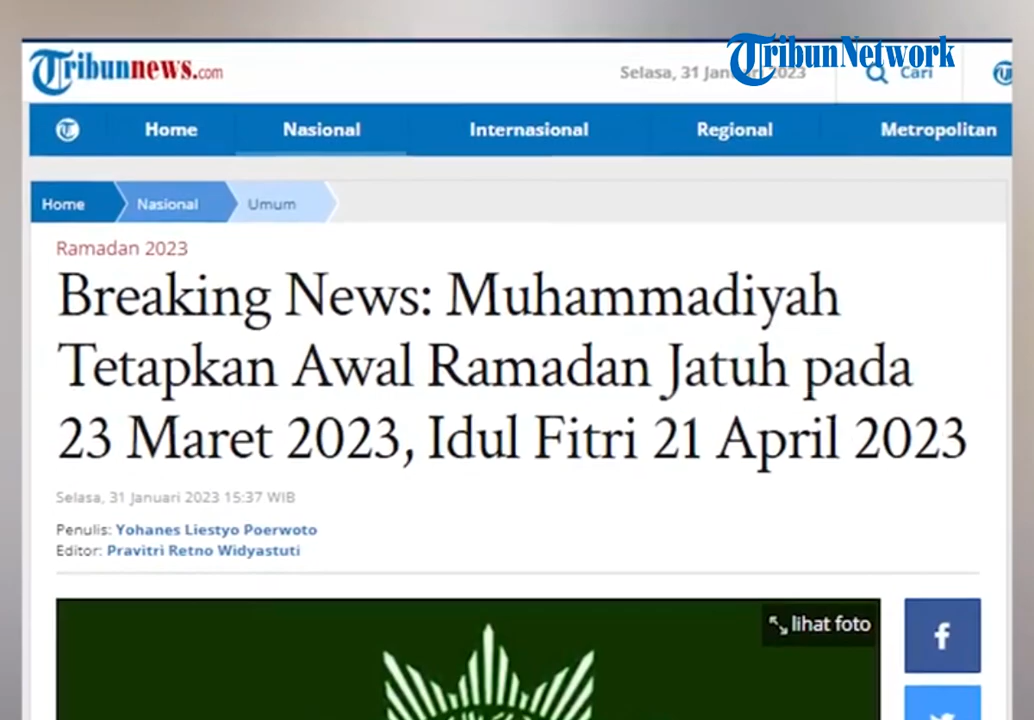 Tribunnews.com
Selasa, 31 Januari 2023
TribunNetwork
Cari
Home Nasional Internasional Regional Metropolitan
Home Nasional Umum
Ramadan 2023
Breaking News: Muhammadiyah
Tetapkan Awal Ramadan Jatuh pada
23 Maret 2023, Idul Fitri 21 April 2023
Selasa, 31 Januari 2023 15:37 WIB
Penulis: Yohanes Liestyo Poerwoto
Editor: Pravitri Retno Widyastuti
lihat foto
f